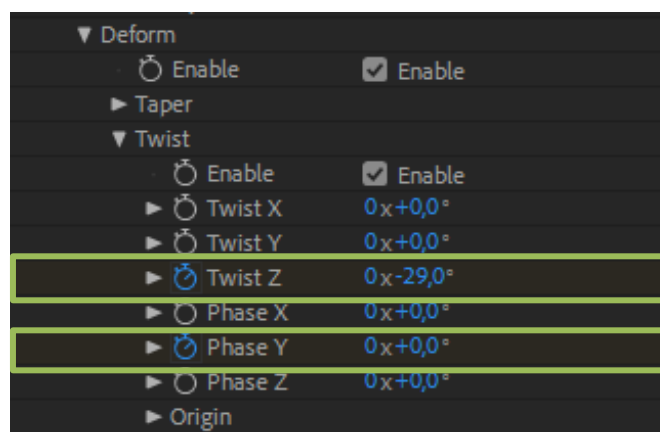 Deform
Enable Enable
Taper
Twist
Enable Enable
Twist X 0x+0,0°
Twist Y 0x+0,0°
Twist Z 0x-29,0°
Phase X 0x+0,0°
Phase Y 0x+0,0°
Phase Z 0x+0,0°
Origin